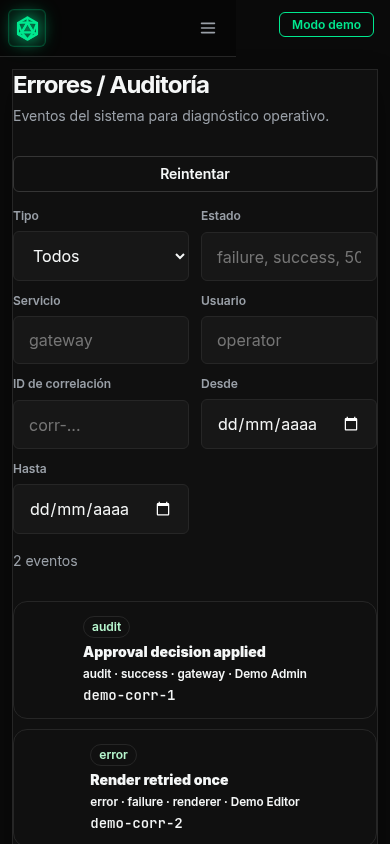 Modo demo
Errores / Auditoría
Eventos del sistema para diagnóstico operativo.
Reintentar
Tipo
Estado
Todos
failure, success, 50
Servicio
Usuario
gateway
operator
ID de correlación
Desde
corr-...
dd/mm/aaaa
Hasta
dd/mm/aaaa
2 eventos
audit
Approval decision applied
audit · success · gateway · Demo Admin
demo-corr-1
error
Render retried once
error · failure · renderer · Demo Editor
demo-corr-2